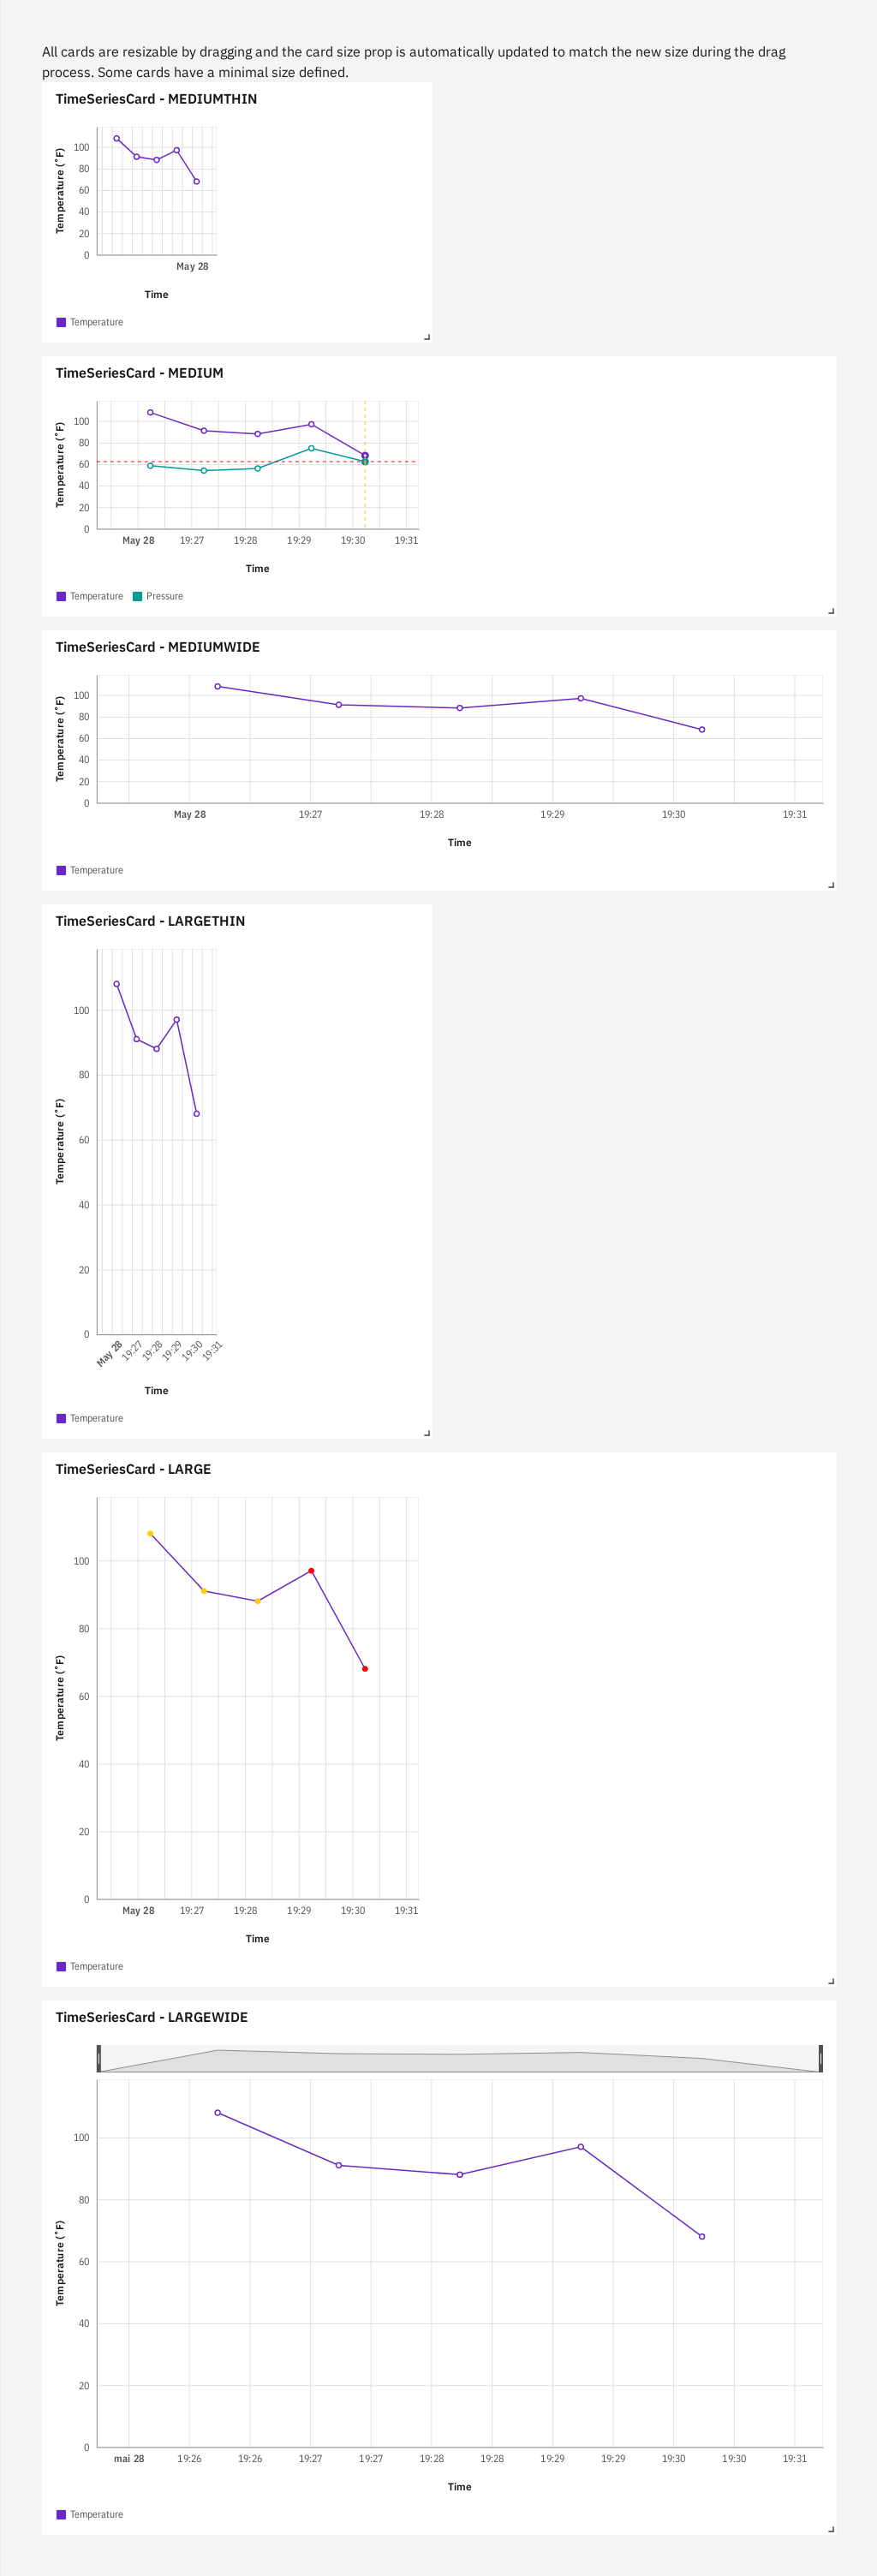 All cards are resizable by dragging and the card size prop is automatically updated to match the new size during the drag
process. Some cards have a minimal size defined.
TimeSeriesCard - MEDIUMTHIN
Temperature (˚F)
100
80
60
40
20
0
May 28
Time
Temperature
TimeSeriesCard - MEDIUM
Temperature (˚F)
100
80
60
40
20
0
May 28 19:27 19:28 19:29 19:30 19:31
Time
Temperature Pressure
TimeSeriesCard - MEDIUMWIDE
Temperature (˚F)
100
80
60
40
20
0
May 28 19:27 19:28 19:29 19:30 19:31
Time
Temperature
TimeSeriesCard - LARGETHIN
Temperature (˚F)
100
80
60
40
20
0
May 28 19:27 19:28 19:29 19:30 19:31
Time
Temperature
TimeSeriesCard - LARGE
Temperature (˚F)
100
80
60
40
20
0
May 28 19:27 19:28 19:29 19:30 19:31
Time
Temperature
TimeSeriesCard - LARGEWIDE
Temperature (˚F)
100
80
60
40
20
0
mai 28 19:26 19:26 19:27 19:27 19:28 19:28 19:29 19:29 19:30 19:30 19:31
Time
Temperature